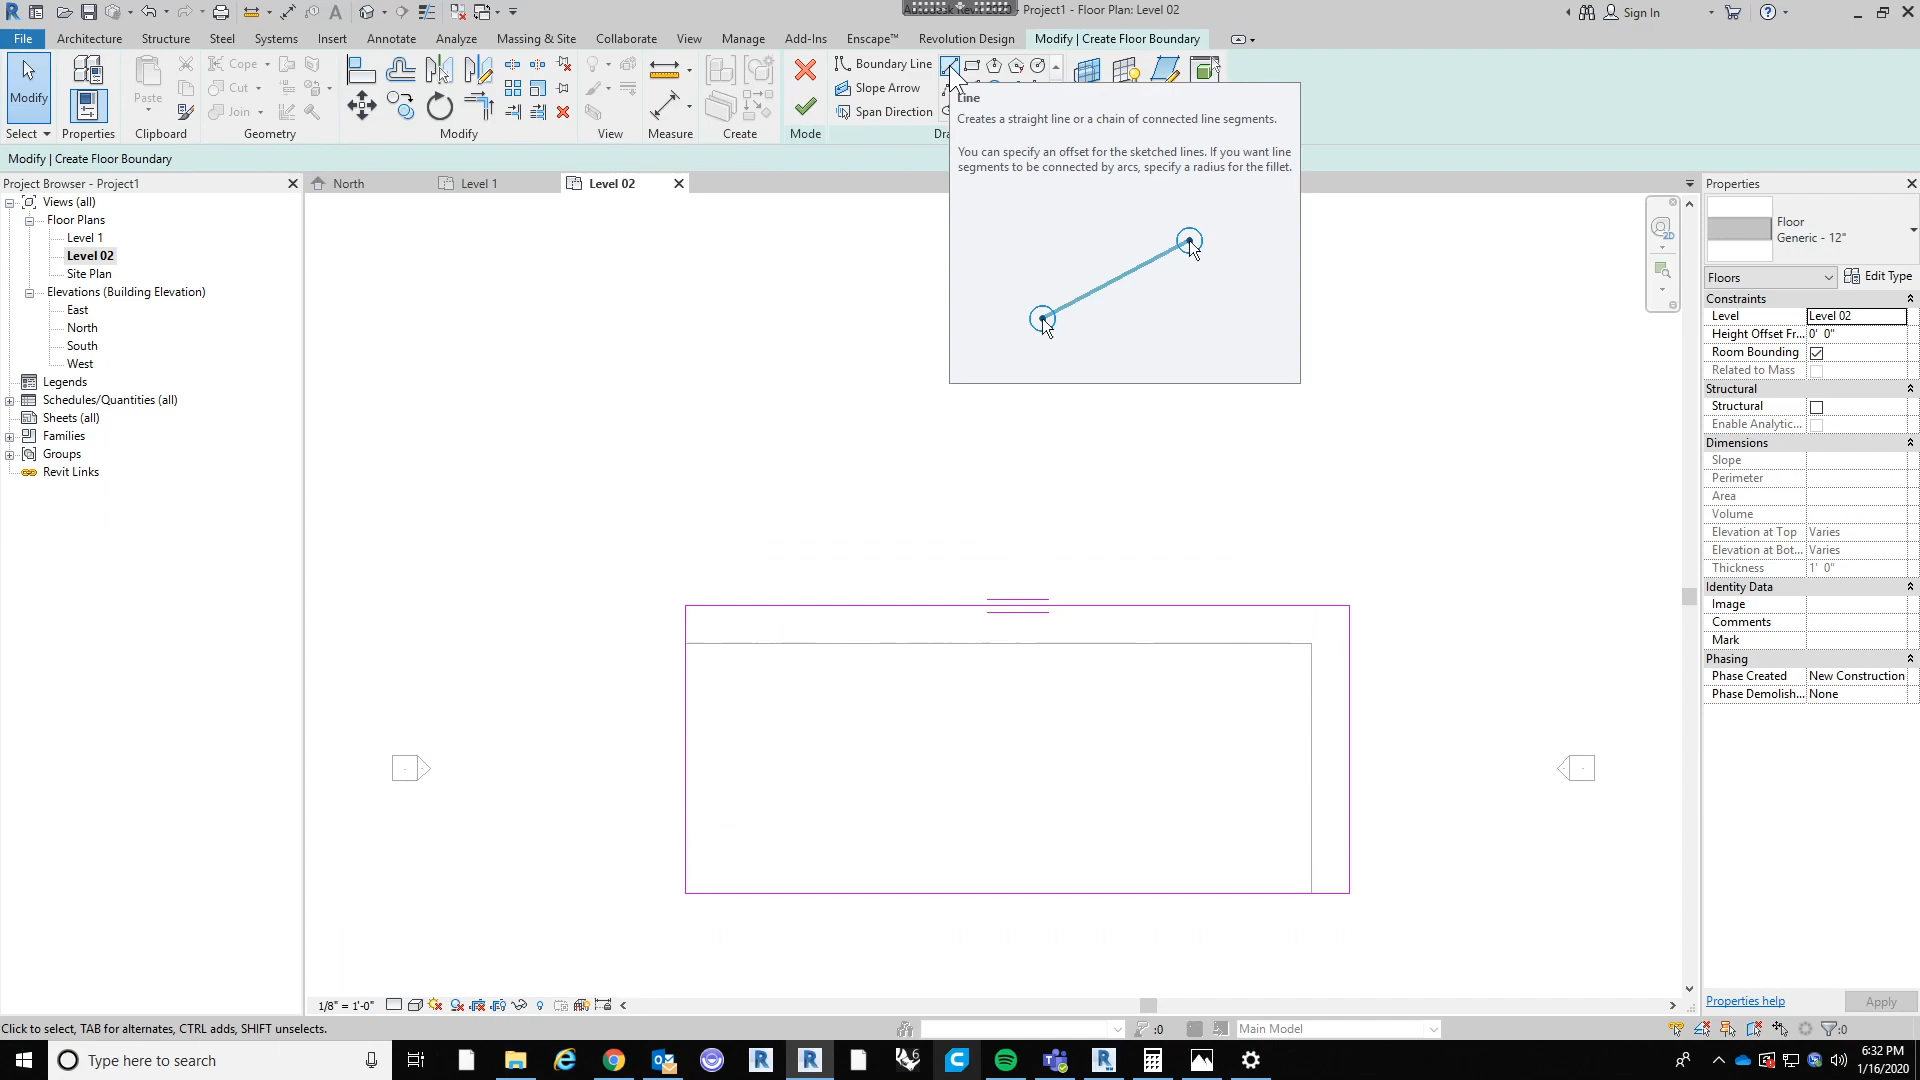 - Project1 - Floor Plan: Level 02
Sign In
File
Architecture
Structure
Steel
Systems
Insert
Annotate
Analyze
Massing & Site
Collaborate
View
Manage
Add-Ins
Enscape™
Revolution Design
Modify | Create Floor Boundary
Modify
Paste
Cope
Cut
Join
Boundary Line
Slope Arrow
Span Direction
Select
Properties
Clipboard
Geometry
Modify
View
Measure
Create
Mode
Line
Creates a straight line or a chain of connected line segments.
You can specify an offset for the sketched lines. If you want line
segments to be connected by arcs, specify a radius for the fillet.
Modify | Create Floor Boundary
Project Browser - Project1
Views (all)
Floor Plans
Level 1
Level 02
Site Plan
Elevations (Building Elevation)
East
North
South
West
Legends
Schedules/Quantities (all)
Sheets (all)
Families
Groups
Revit Links
North
Level 1
Level 02
2D
Properties
Floor
Generic - 12"
Floors
Edit Type
Constraints
Level Level 02
Height Offset Fr... 0' 0"
Room Bounding
Related to Mass
Structural
Structural
Enable Analytic...
Dimensions
Slope
Perimeter
Area
Volume
Elevation at Top Varies
Elevation at Bot... Varies
Thickness 1' 0"
Identity Data
Image
Comments
Mark
Phasing
Phase Created New Construction
Phase Demolish... None
Properties help
Apply
1/8" = 1'-0"
Click to select, TAB for alternates, CTRL adds, SHIFT unselects.
:0
Main Model
:0
Type here to search
6:32 PM
1/16/2020